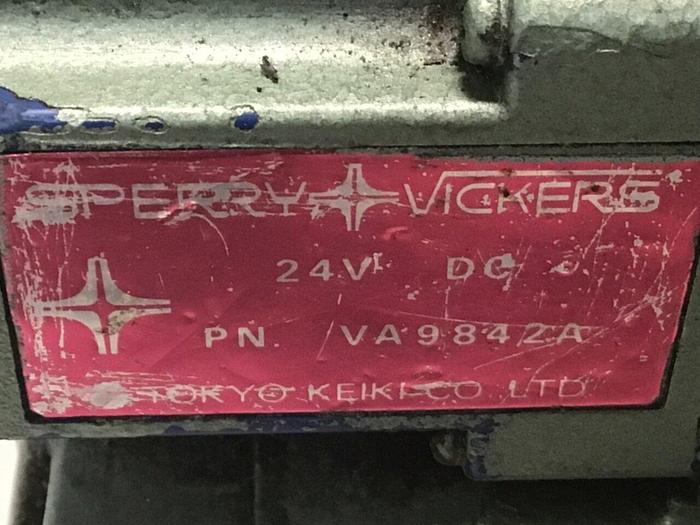 SPERRY VICKERS
24V DC
PN. VA9842A
TOKYO KEIKI CO LTD